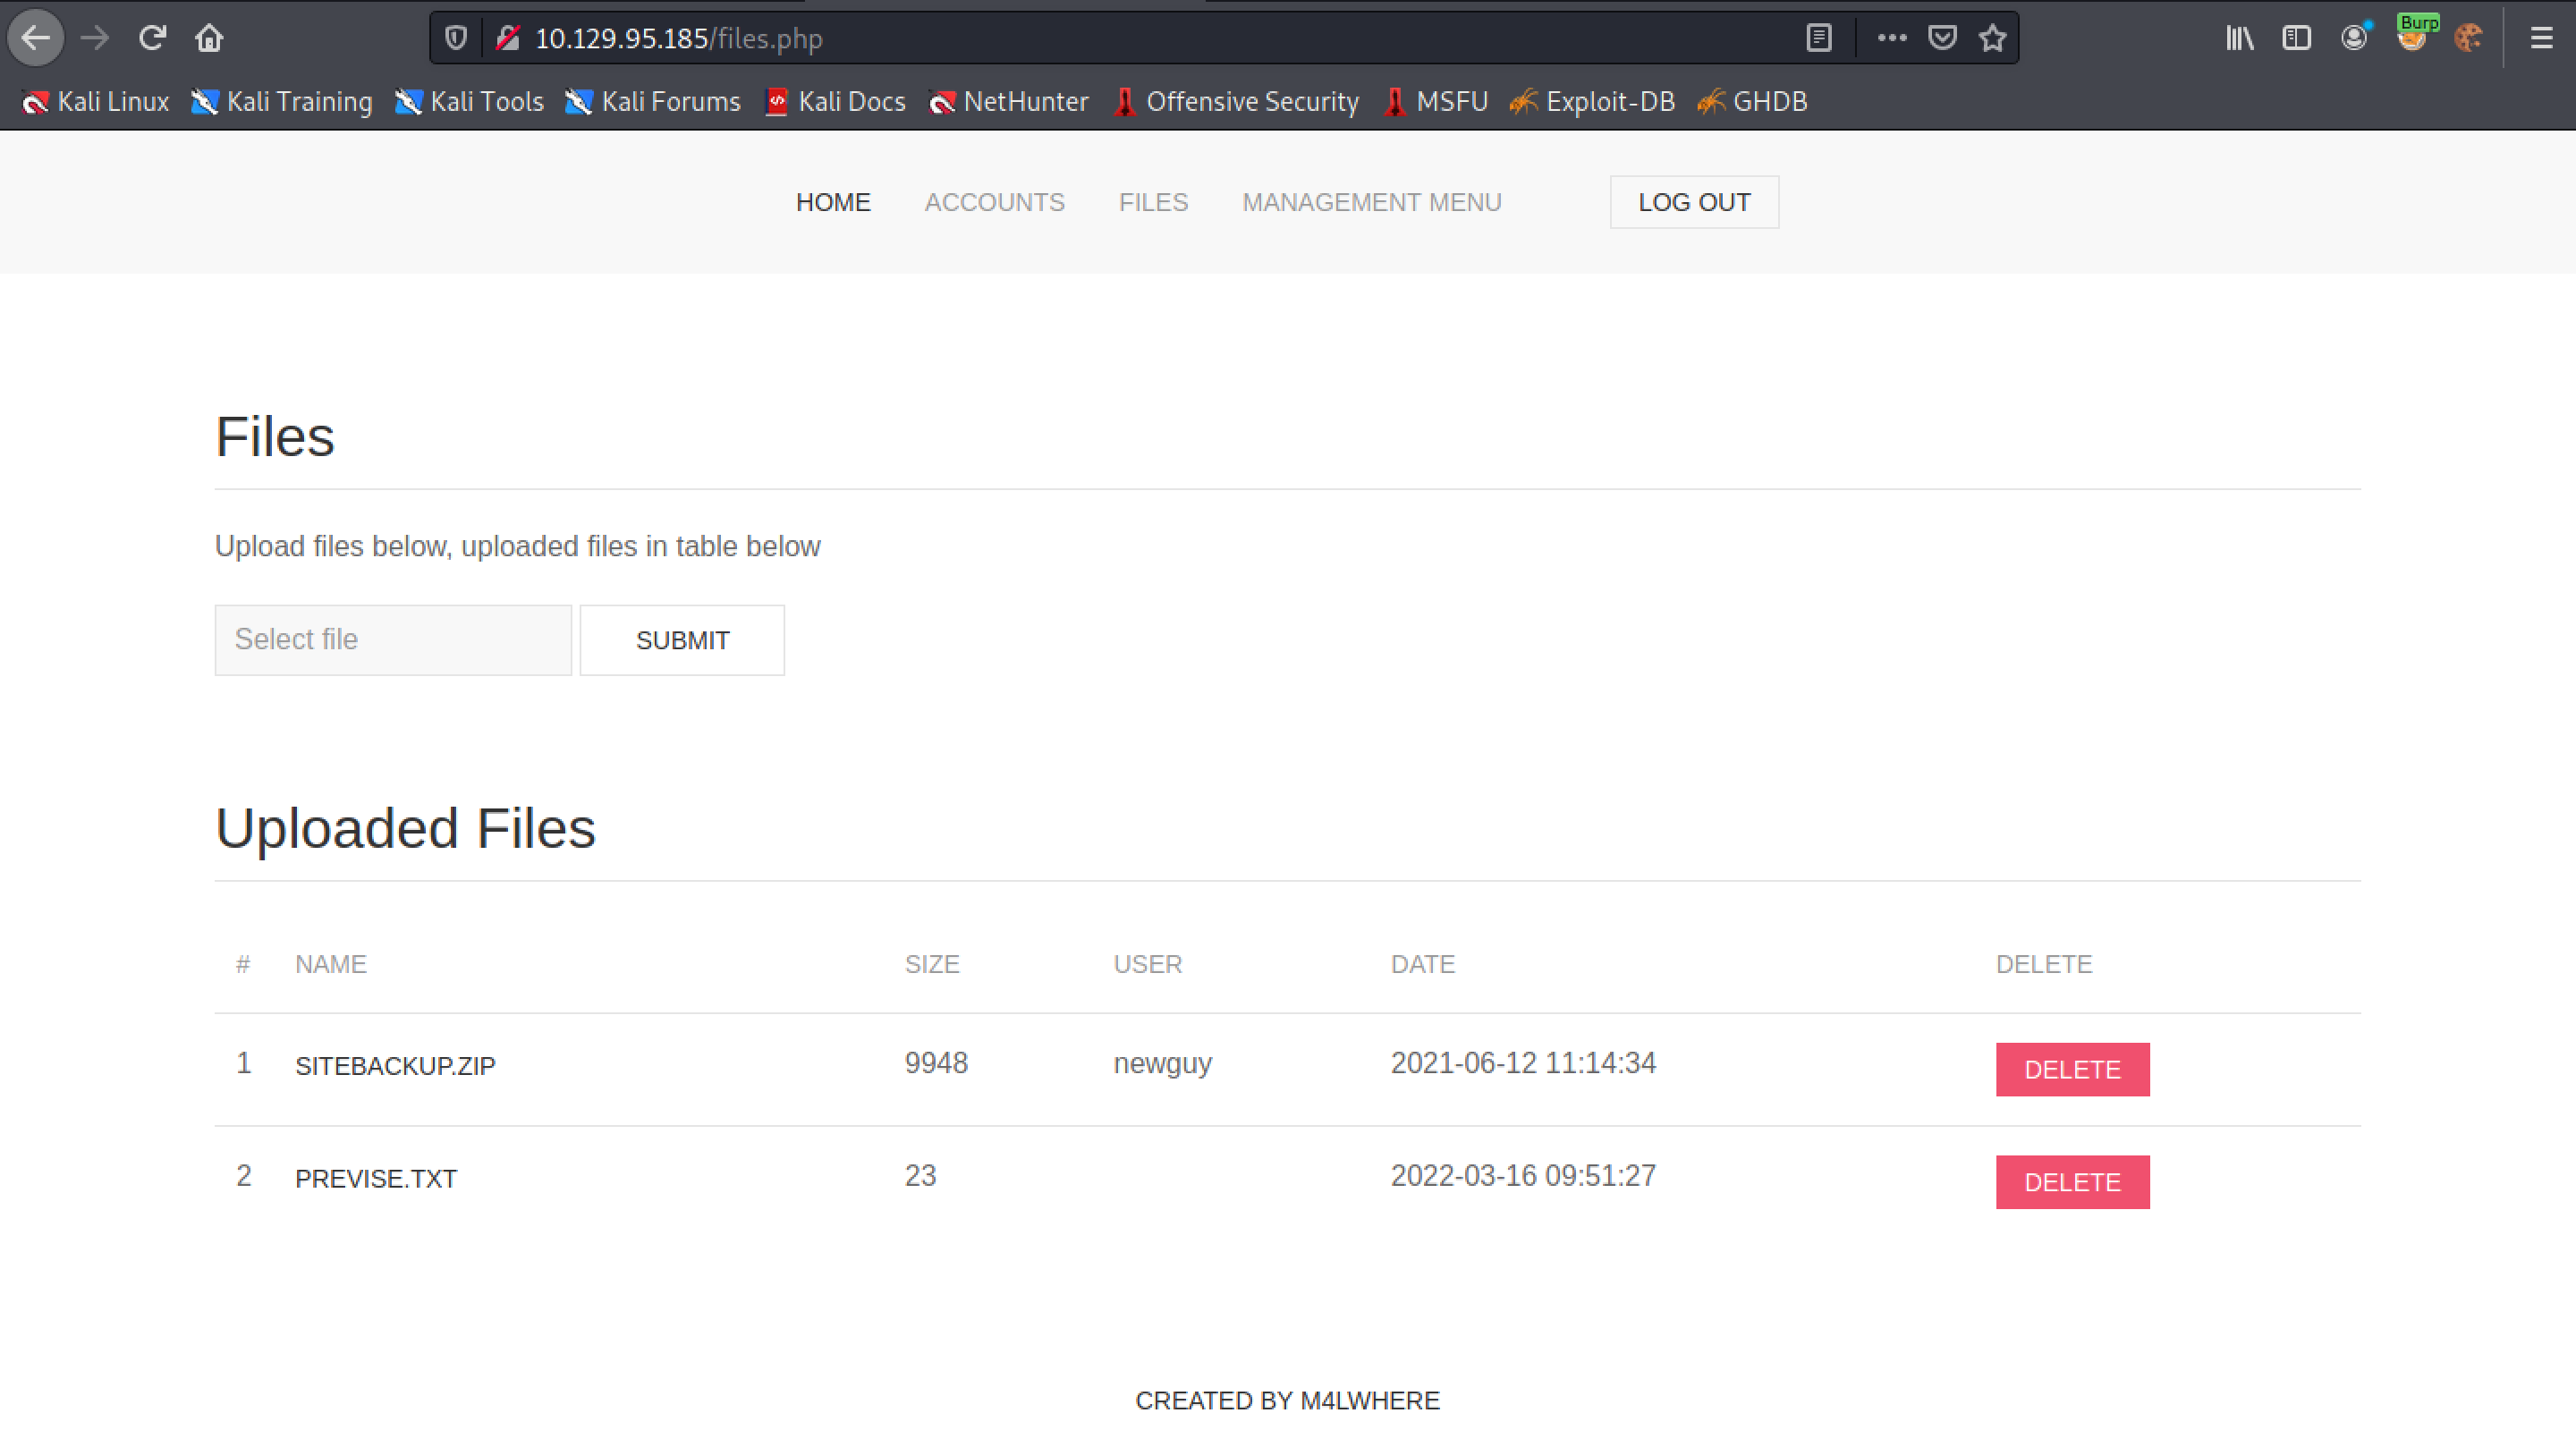 10.129.95.185/files.php
Burp
Kali Linux Kali Training Kali Tools Kali Forums Kali Docs NetHunter Offensive Security MSFU Exploit-DB GHDB
HOME ACCOUNTS FILES MANAGEMENT MENU LOG OUT
Files
Upload files below, uploaded files in table below
Select file SUBMIT
Uploaded Files
# NAME SIZE USER DATE DELETE
1 SITEBACKUP.ZIP 9948 newguy 2021-06-12 11:14:34 DELETE
2 PREVISE.TXT 23 2022-03-16 09:51:27 DELETE
CREATED BY M4LWHERE